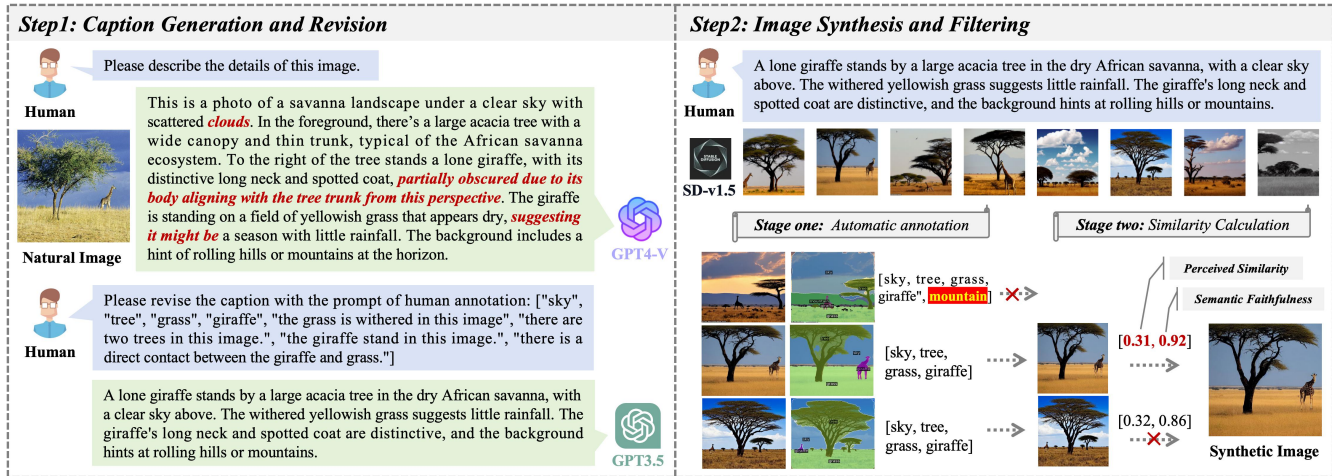 Step1: Caption Generation and Revision
Please describe the details of this image.
Human
This is a photo of a savanna landscape under a clear sky with
scattered clouds. In the foreground, there's a large acacia tree with a
wide canopy and thin trunk, typical of the African savanna
ecosystem. To the right of the tree stands a lone giraffe, with its
distinctive long neck and spotted coat, partially obscured due to its
body aligning with the tree trunk from this perspective. The giraffe
is standing on a field of yellowish grass that appears dry, suggesting
it might be a season with little rainfall. The background includes a
hint of rolling hills or mountains at the horizon.
Natural Image
GPT4-V
Please revise the caption with the prompt of human annotation: ["sky",
"tree", "grass", "giraffe", "the grass is withered in this image", "there are
two trees in this image.", "the giraffe stand in this image.", "there is a
direct contact between the giraffe and grass."]
Human
A lone giraffe stands by a large acacia tree in the dry African savanna, with
a clear sky above. The withered yellowish grass suggests little rainfall. The
giraffe's long neck and spotted coat are distinctive, and the background
hints at rolling hills or mountains.
GPT3.5
Step2: Image Synthesis and Filtering
A lone giraffe stands by a large acacia tree in the dry African savanna, with a clear sky
above. The withered yellowish grass suggests little rainfall. The giraffe's long neck and
spotted coat are distinctive, and the background hints at rolling hills or mountains.
Human
STABLE
DIFFUSION
SD-v1.5
Stage one: Automatic annotation
Stage two: Similarity Calculation
[sky, tree, grass,
giraffe", mountain]
Perceived Similarity
Semantic Faithfulness
[sky, tree,
grass, giraffe]
[0.31, 0.92]
[sky, tree,
grass, giraffe]
[0.32, 0.86]
Synthetic Image